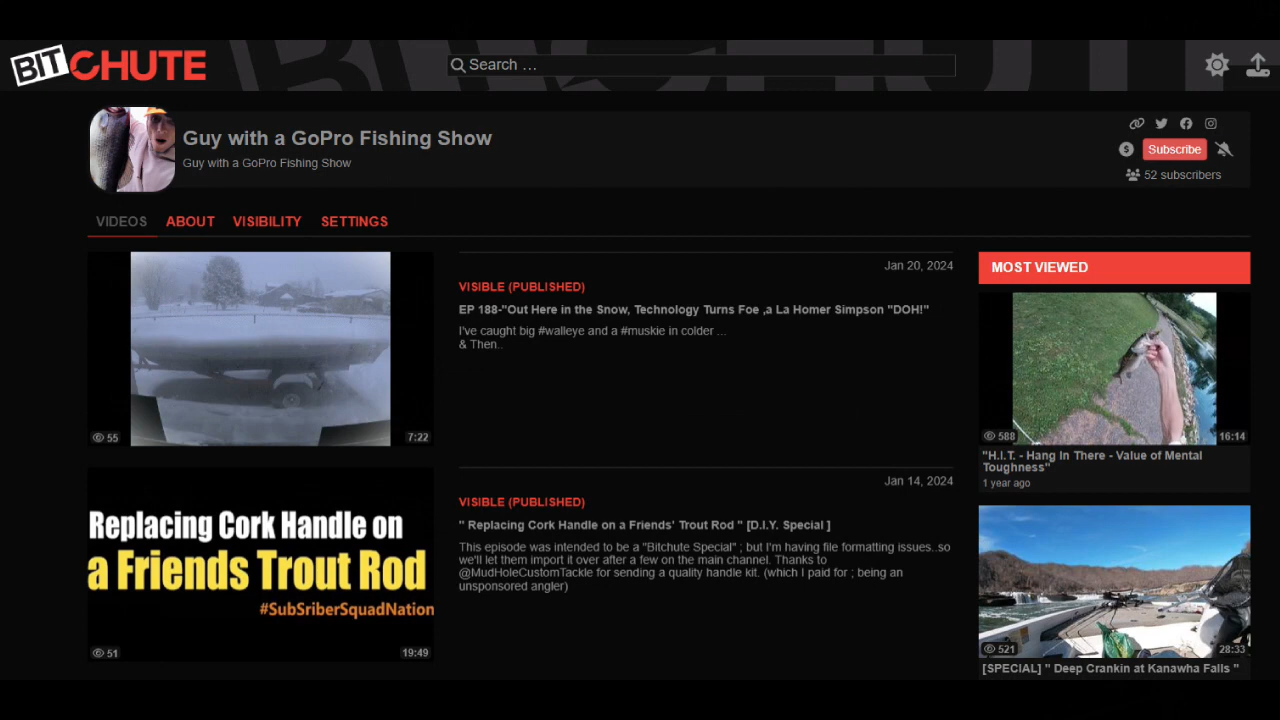 BITCHUTE
Search …
Guy with a GoPro Fishing Show
Guy with a GoPro Fishing Show
Subscribe
52 subscribers
VIDEOS ABOUT VISIBILITY SETTINGS
Jan 20, 2024
VISIBLE (PUBLISHED)
EP 188-"Out Here in the Snow, Technology Turns Foe ,a La Homer Simpson "DOH!"
I've caught big #walleye and a #muskie in colder ...
& Then..
55
7:22
Jan 14, 2024
VISIBLE (PUBLISHED)
" Replacing Cork Handle on a Friends' Trout Rod " [D.I.Y. Special ]
This episode was intended to be a "Bitchute Special" ; but I'm having file formatting issues..so
we'll let them import it over after a few on the main channel. Thanks to
@MudHoleCustomTackle for sending a quality handle kit. (which I paid for ; being an
unsponsored angler)
Replacing Cork Handle on
a Friends Trout Rod
#SubSriberSquadNation
51
19:49
MOST VIEWED
588
16:14
"H.I.T. - Hang In There - Value of Mental
Toughness"
1 year ago
521
28:33
[SPECIAL] " Deep Crankin at Kanawha Falls "